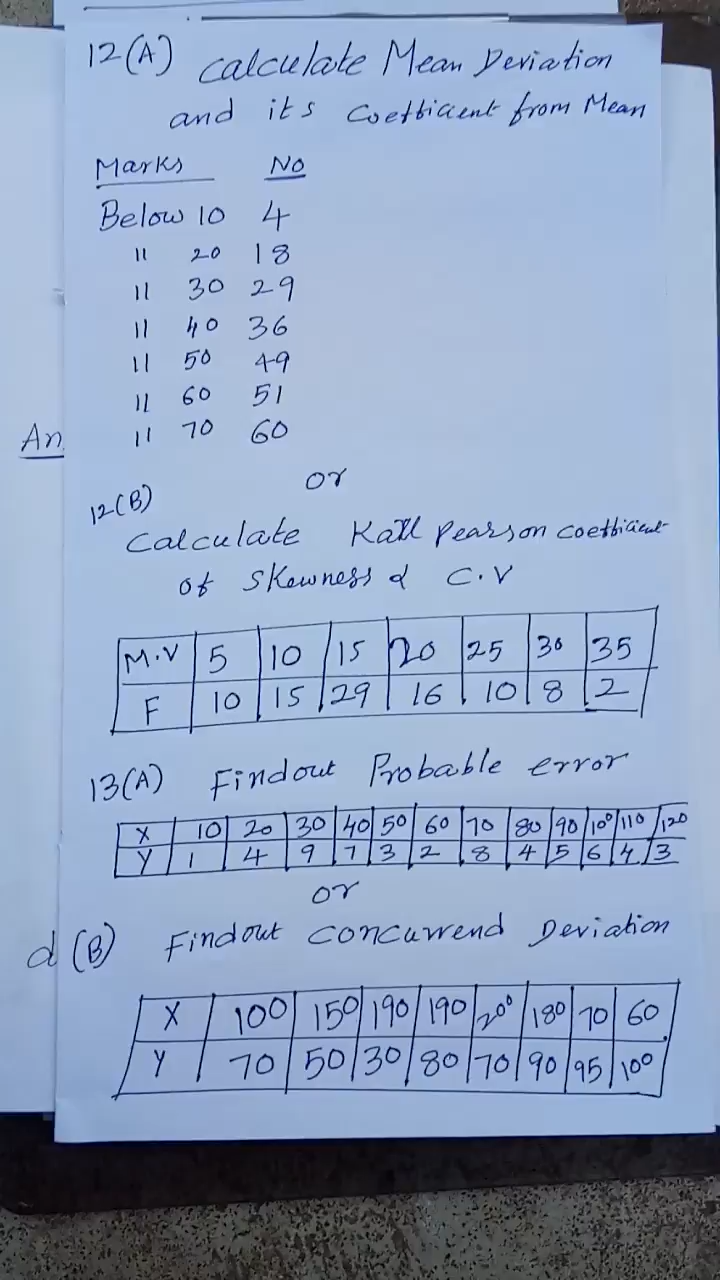 12(A) Calculate Mean Deviation
and its Coefficient from Mean
Marks No
Below 10 4
" 20 18
" 30 29
" 40 36
" 50 49
" 60 51
An
" 70 60
or
12(B)
Calculate Karl Pearson coefficient
of Skewness & C.V
M.V 5 10 15 20 25 30 35
F 10 15 29 16 10 8 2
13(A) Findout Probable error
X 10 20 30 40 50 60 70 80 90 100 110 120
Y 1 4 9 7 3 2 8 4 5 6 4 3
or
d (B) Findout concurrend Deviation
X 100 150 190 190 200 180 70 60
Y 70 50 30 80 70 90 95 100